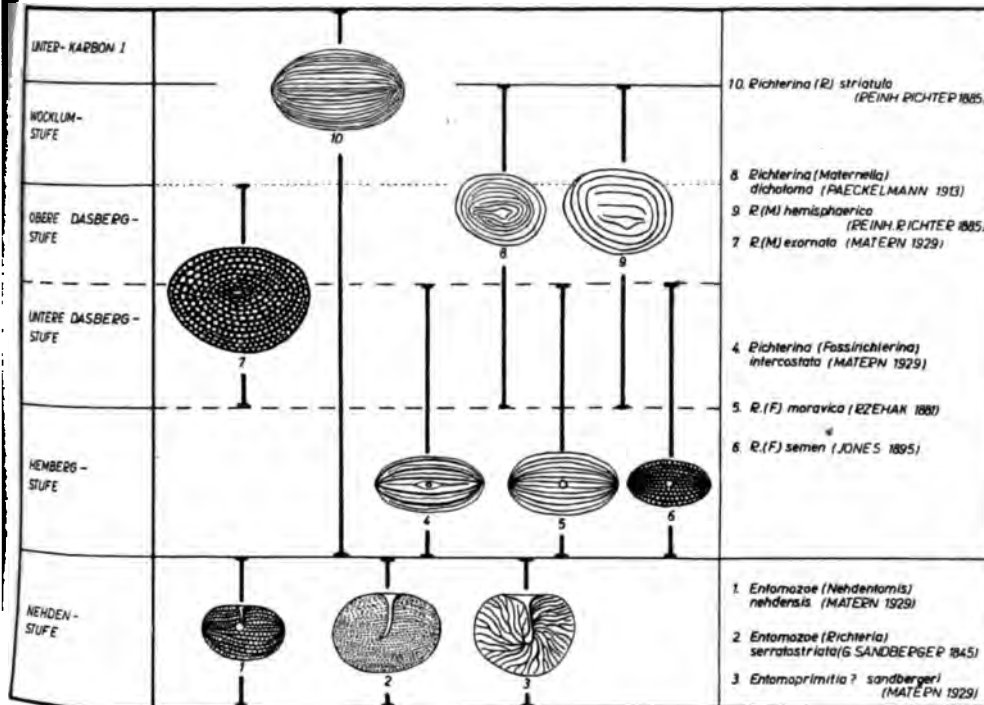 UNTER-KARBON I
WOCKLUM-
STUFE
OBERE DASBERG-
STUFE
UNTERE DASBERG-
STUFE
HEMBERG-
STUFE
NEHDEN-
STUFE
10
8
9
7
4
5
6
1
2
3
10. Richterina (R) striatula
(REINH. RICHTER 1885)
8. Richterina (Maternella)
dichotoma (PAECKELMANN 1913)
9 R.(M) hemisphaerica
(REINH. RICHTER 1885)
7. R.(M) exornata (MATERN 1929)
4. Richterina (Fossirichterina)
intercostata (MATERN 1929)
5. R.(F) moravica (RZEHAK 1881)
6. R.(F) semen (JONES 1895)
1. Entomozoe (Nehdentomis)
nehdensis (MATERN 1929)
2 Entomozoe (Richteria)
serratostriata (G SANDBERGER 1845)
3. Entomoprimitia ? sandbergeri
(MATERN 1929)